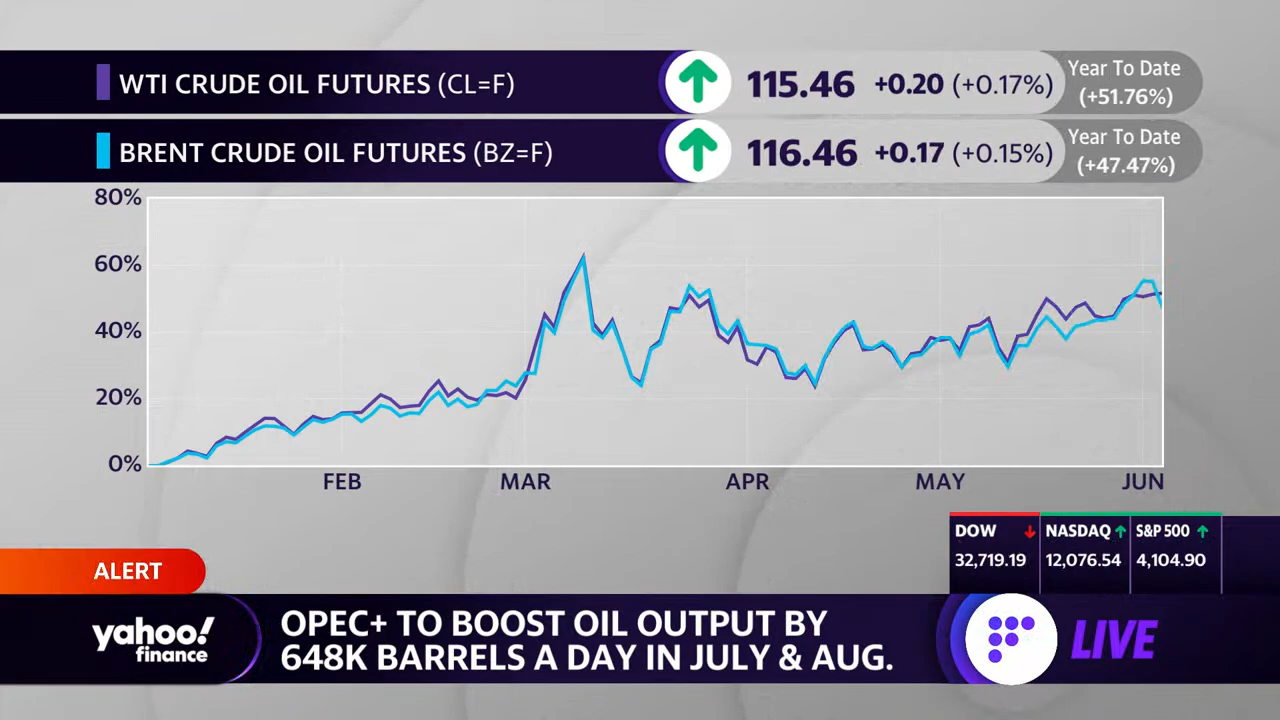 WTI CRUDE OIL FUTURES (CL=F) 115.46 +0.20 (+0.17%) Year To Date (+51.76%)
BRENT CRUDE OIL FUTURES (BZ=F) 116.46 +0.17 (+0.15%) Year To Date (+47.47%)
80%
60%
40%
20%
0%
FEB MAR APR MAY JUN
DOW NASDAQ S&P 500
32,719.19 12,076.54 4,104.90
ALERT
yahoo!
finance
OPEC+ TO BOOST OIL OUTPUT BY
648K BARRELS A DAY IN JULY & AUG.
LIVE